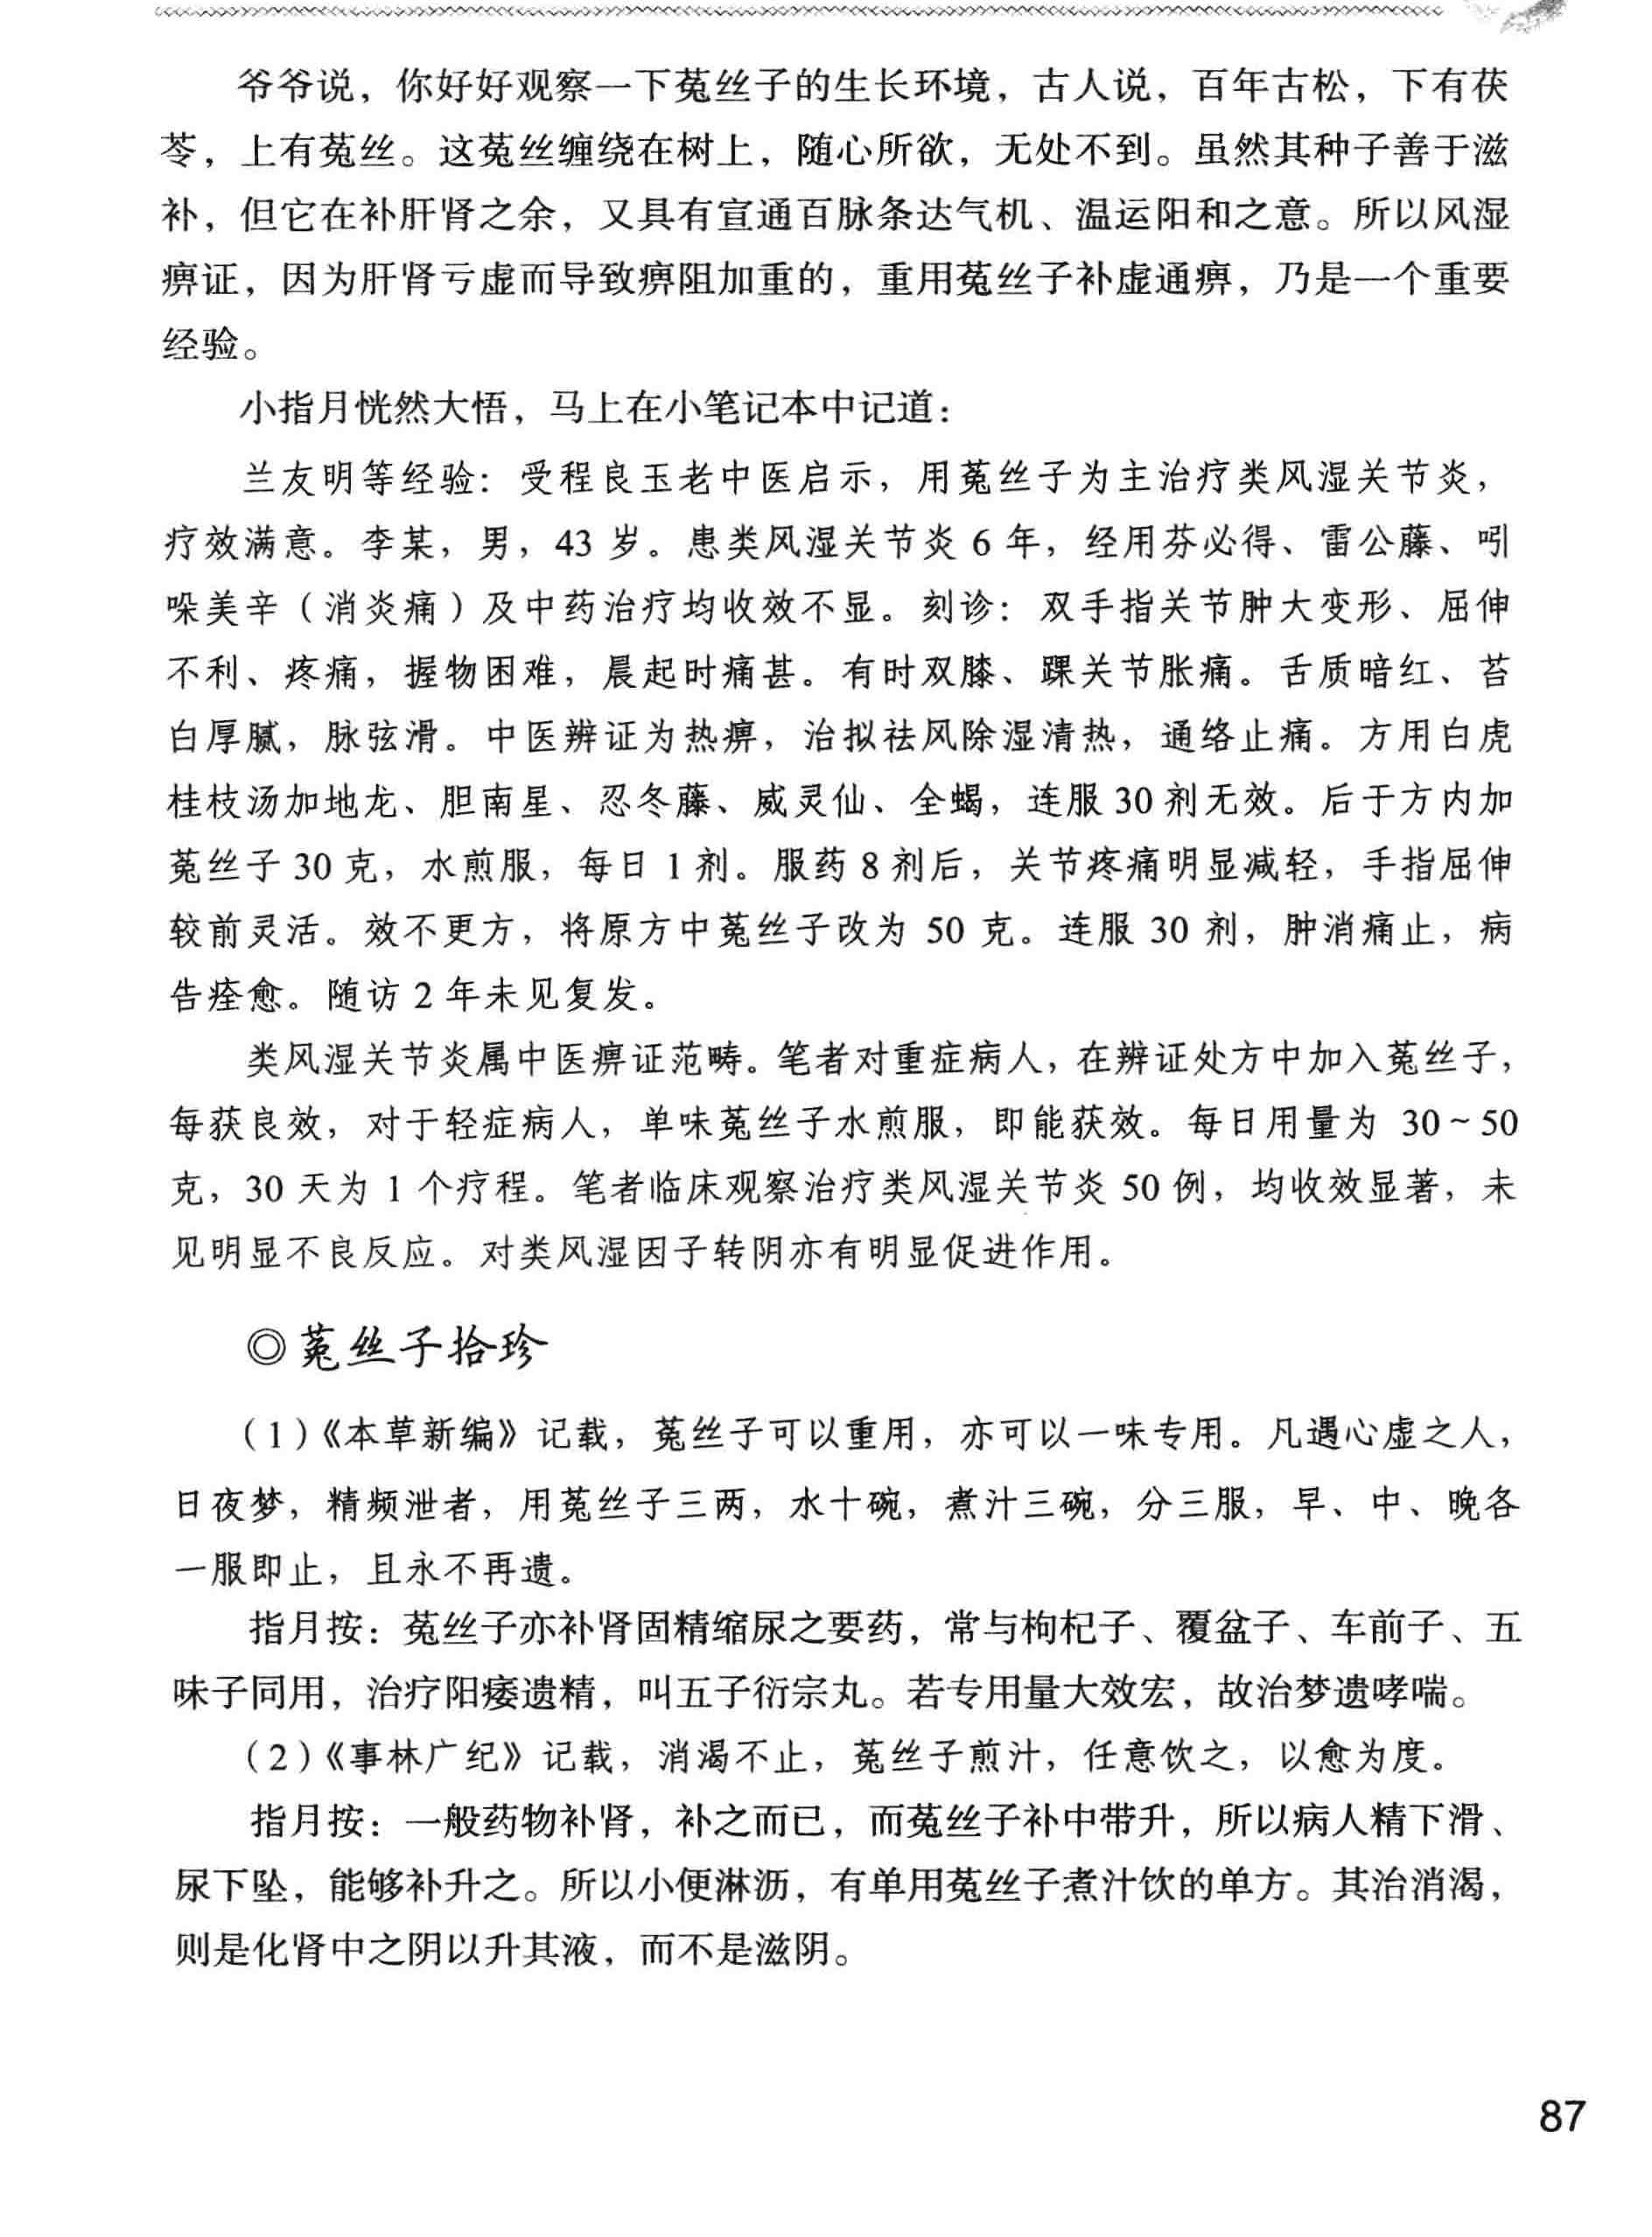 爷爷说，你好好观察一下菟丝子的生长环境，古人说，百年古松，下有茯
苓，上有菟丝。这菟丝缠绕在树上，随心所欲，无处不到。虽然其种子善于滋
补，但它在补肝肾之余，又具有宣通百脉条达气机、温运阳和之意。所以风湿
痹证，因为肝肾亏虚而导致痹阻加重的，重用菟丝子补虚通痹，乃是一个重要
经验。
小指月恍然大悟，马上在小笔记本中记道：
兰友明等经验：受程良玉老中医启示，用菟丝子为主治疗类风湿关节炎，
疗效满意。李某，男，43 岁。患类风湿关节炎 6 年，经用芬必得、雷公藤、吲
哚美辛（消炎痛）及中药治疗均收效不显。刻诊：双手指关节肿大变形、屈伸
不利、疼痛，握物困难，晨起时痛甚。有时双膝、踝关节胀痛。舌质暗红、苔
白厚腻，脉弦滑。中医辨证为热痹，治拟祛风除湿清热，通络止痛。方用白虎
桂枝汤加地龙、胆南星、忍冬藤、威灵仙、全蝎，连服 30 剂无效。后于方内加
菟丝子 30 克，水煎服，每日 1 剂。服药 8 剂后，关节疼痛明显减轻，手指屈伸
较前灵活。效不更方，将原方中菟丝子改为 50 克。连服 30 剂，肿消痛止，病
告痊愈。随访 2 年未见复发。
类风湿关节炎属中医痹证范畴。笔者对重症病人，在辨证处方中加入菟丝子，
每获良效，对于轻症病人，单味菟丝子水煎服，即能获效。每日用量为 30～50
克，30 天为 1 个疗程。笔者临床观察治疗类风湿关节炎 50 例，均收效显著，未
见明显不良反应。对类风湿因子转阴亦有明显促进作用。
◎菟丝子拾珍
（1）《本草新编》记载，菟丝子可以重用，亦可以一味专用。凡遇心虚之人，
日夜梦，精频泄者，用菟丝子三两，水十碗，煮汁三碗，分三服，早、中、晚各
一服即止，且永不再遗。
指月按：菟丝子亦补肾固精缩尿之要药，常与枸杞子、覆盆子、车前子、五
味子同用，治疗阳痿遗精，叫五子衍宗丸。若专用量大效宏，故治梦遗哮喘。
（2）《事林广纪》记载，消渴不止，菟丝子煎汁，任意饮之，以愈为度。
指月按：一般药物补肾，补之而已，而菟丝子补中带升，所以病人精下滑、
尿下坠，能够补升之。所以小便淋沥，有单用菟丝子煮汁饮的单方。其治消渴，
则是化肾中之阴以升其液，而不是滋阴。
87